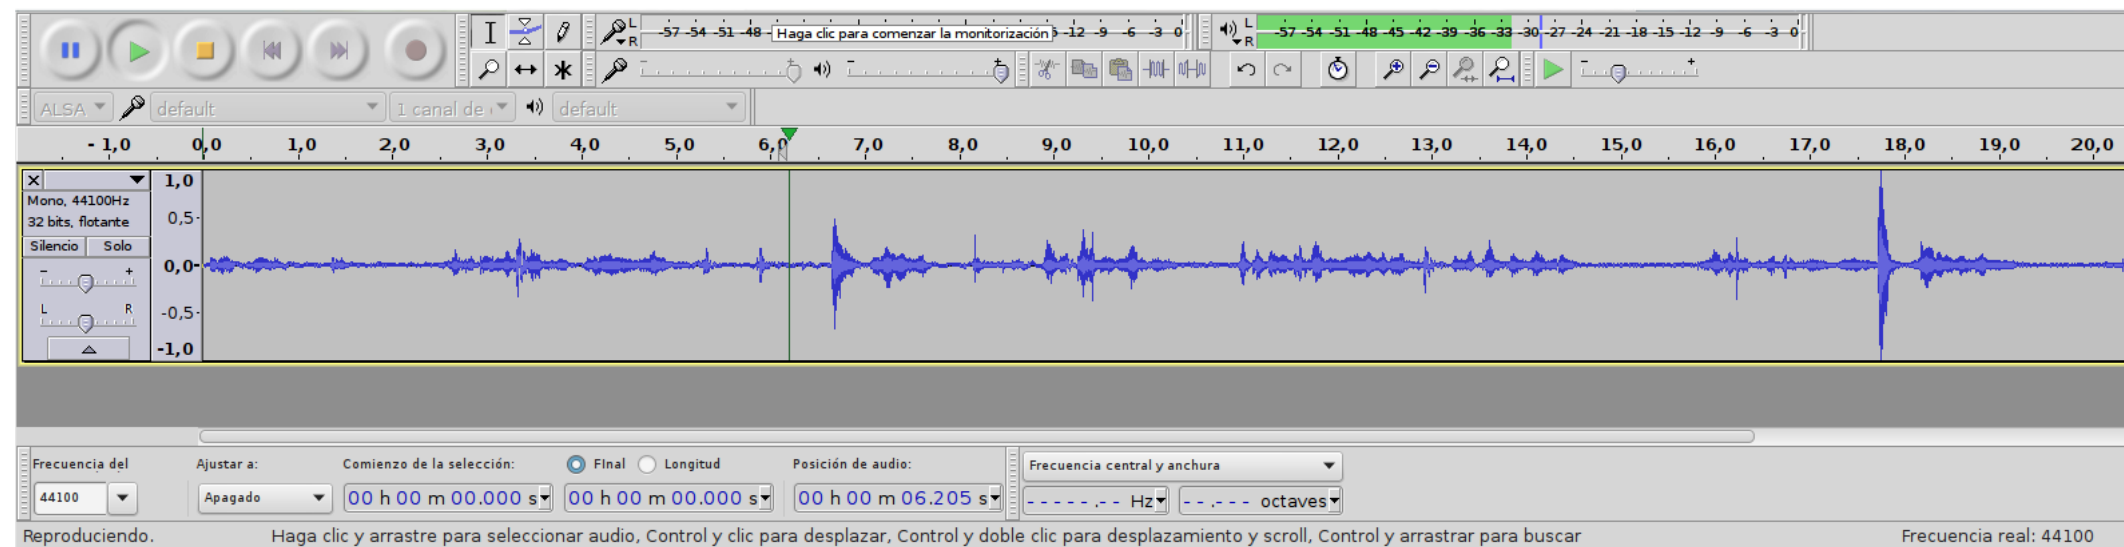 L
R
-57 -54 -51 -48 - Haga clic para comenzar la monitorización -12 -9 -6 -3 0
L
R
-57 -54 -51 -48 -45 -42 -39 -36 -33 -30 -27 -24 -21 -18 -15 -12 -9 -6 -3 0
ALSA default 1 canal de default
- 1,0 0,0 1,0 2,0 3,0 4,0 5,0 6,0 7,0 8,0 9,0 10,0 11,0 12,0 13,0 14,0 15,0 16,0 17,0 18,0 19,0 20,0
X
Mono, 44100Hz
32 bits, flotante
Silencio Solo
- +
L R
1,0
0,5-
0,0-
-0,5-
-1,0
Frecuencia del Ajustar a: Comienzo de la selección: FInal Longitud Posición de audio: Frecuencia central y anchura
44100 Apagado 00 h 00 m 00.000 s 00 h 00 m 00.000 s 00 h 00 m 06.205 s - - - - - .- - Hz - - .- - - octaves
Reproduciendo. Haga clic y arrastre para seleccionar audio, Control y clic para desplazar, Control y doble clic para desplazamiento y scroll, Control y arrastrar para buscar Frecuencia real: 44100